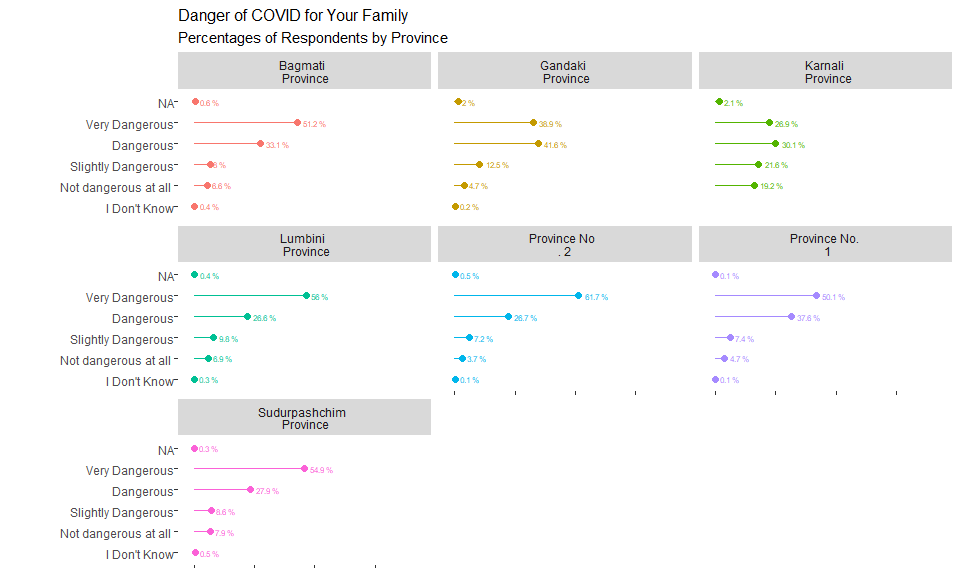 Danger of COVID for Your Family
Percentages of Respondents by Province
Bagmati
Province
Gandaki
Province
Karnali
Province
NA
0.6 %
2 %
2.1 %
Very Dangerous
51.2 %
38.9 %
26.9 %
Dangerous
33.1 %
41.6 %
30.1 %
Slightly Dangerous
8 %
12.5 %
21.6 %
Not dangerous at all
6.6 %
4.7 %
19.2 %
I Don't Know
0.4 %
0.2 %
Lumbini
Province
Province No
. 2
Province No.
1
NA
0.4 %
0.5 %
0.1 %
Very Dangerous
56 %
61.7 %
50.1 %
Dangerous
26.6 %
26.7 %
37.6 %
Slightly Dangerous
9.8 %
7.2 %
7.4 %
Not dangerous at all
6.9 %
3.7 %
4.7 %
I Don't Know
0.3 %
0.1 %
0.1 %
Sudurpashchim
Province
NA
0.3 %
Very Dangerous
54.9 %
Dangerous
27.9 %
Slightly Dangerous
8.6 %
Not dangerous at all
7.9 %
I Don't Know
0.5 %